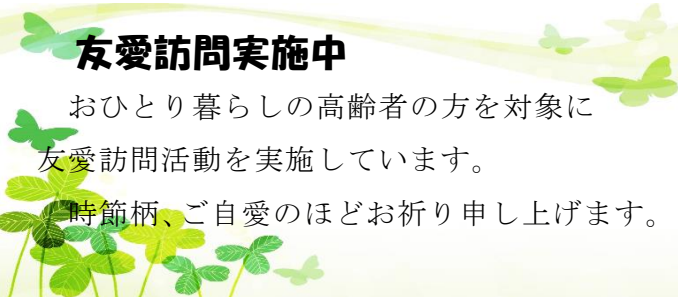 友愛訪問実施中
おひとり暮らしの高齢者の方を対象に
友愛訪問活動を実施しています。
時節柄、ご自愛のほどお祈り申し上げます。